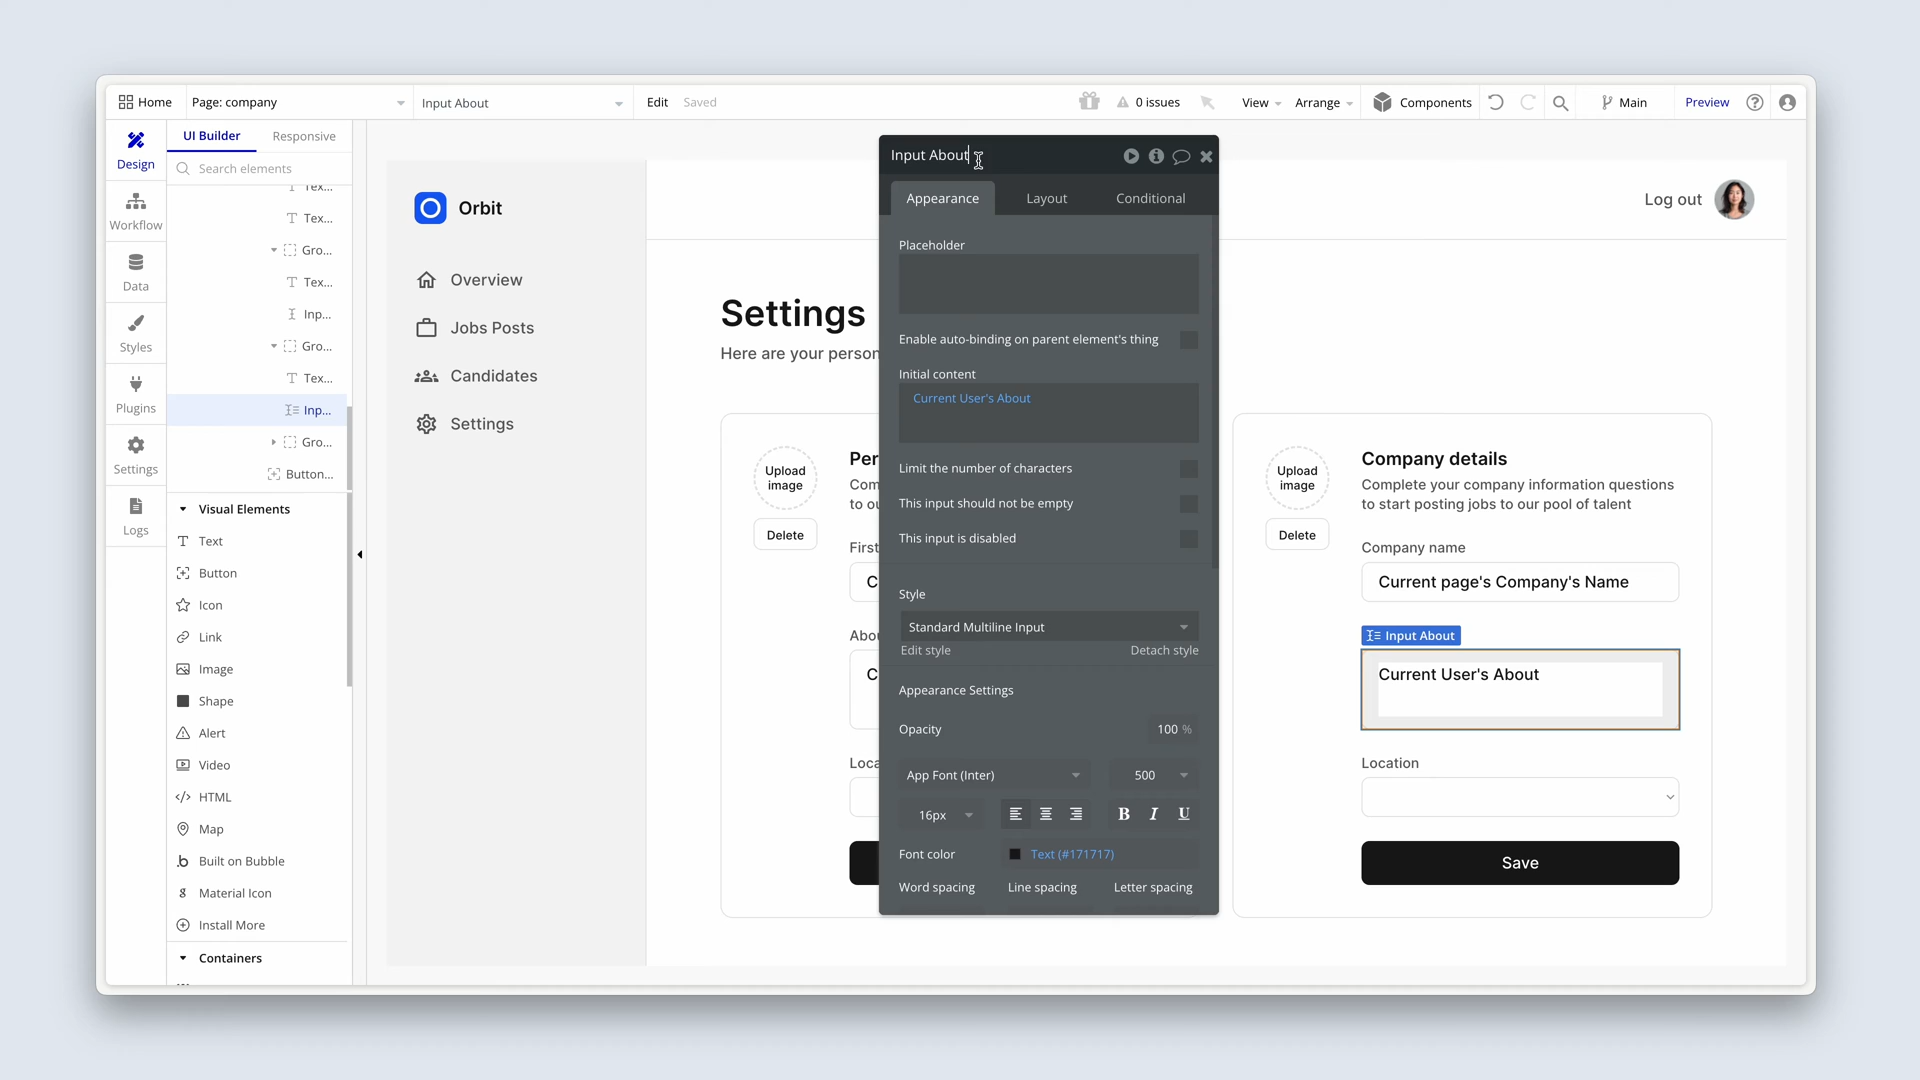 Home
Page: company
Input About
Edit
Saved
0 issues
View
Arrange
Components
Main
Preview
Design
Workflow
Data
Styles
Plugins
Settings
Logs
UI Builder
Responsive
Search elements
Tex...
Tex...
Gro...
Tex...
Inp...
Gro...
Tex...
Inp...
Gro...
Button...
Visual Elements
Text
Button
Icon
Link
Image
Shape
Alert
Video
HTML
Map
Built on Bubble
Material Icon
Install More
Containers
Orbit
Overview
Jobs Posts
Candidates
Settings
Log out
Settings
Here are your person
Upload
image
Delete
Per
Com
to ou
First
C
Abou
C
Loca
Input About
Appearance
Layout
Conditional
Placeholder
Enable auto-binding on parent element's thing
Initial content
Current User's About
Limit the number of characters
This input should not be empty
This input is disabled
Style
Standard Multiline Input
Edit style
Detach style
Appearance Settings
Opacity
100 %
App Font (Inter)
500
16px
B
I
U
Font color
Text (#171717)
Word spacing
Line spacing
Letter spacing
Upload
image
Delete
Company details
Complete your company information questions
to start posting jobs to our pool of talent
Company name
Current page's Company's Name
Input About
Current User's About
Location
Save